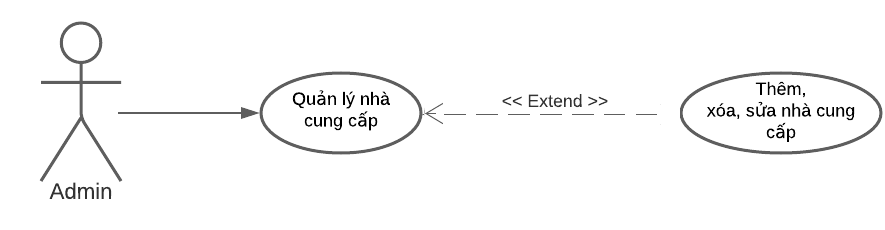 Quản lý nhà
cung cấp
<< Extend >>
Thêm,
xóa, sửa nhà cung
cấp
Admin